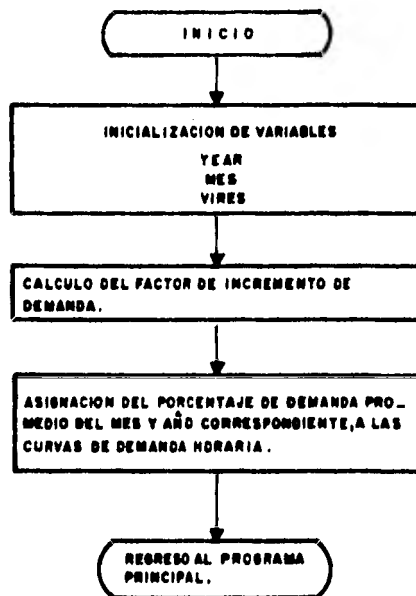 INICIO
INICIALIZACION DE VARIABLES
YEAR
MES
VIRES
CALCULO DEL FACTOR DE INCREMENTO DE
DEMANDA.
ASIGNACION DEL PORCENTAJE DE DEMANDA PRO_
MEDIO DEL MES Y AÑO CORRESPONDIENTE, A LAS
CURVAS DE DEMANDA HORARIA.
REGRESO AL PROGRAMA
PRINCIPAL.